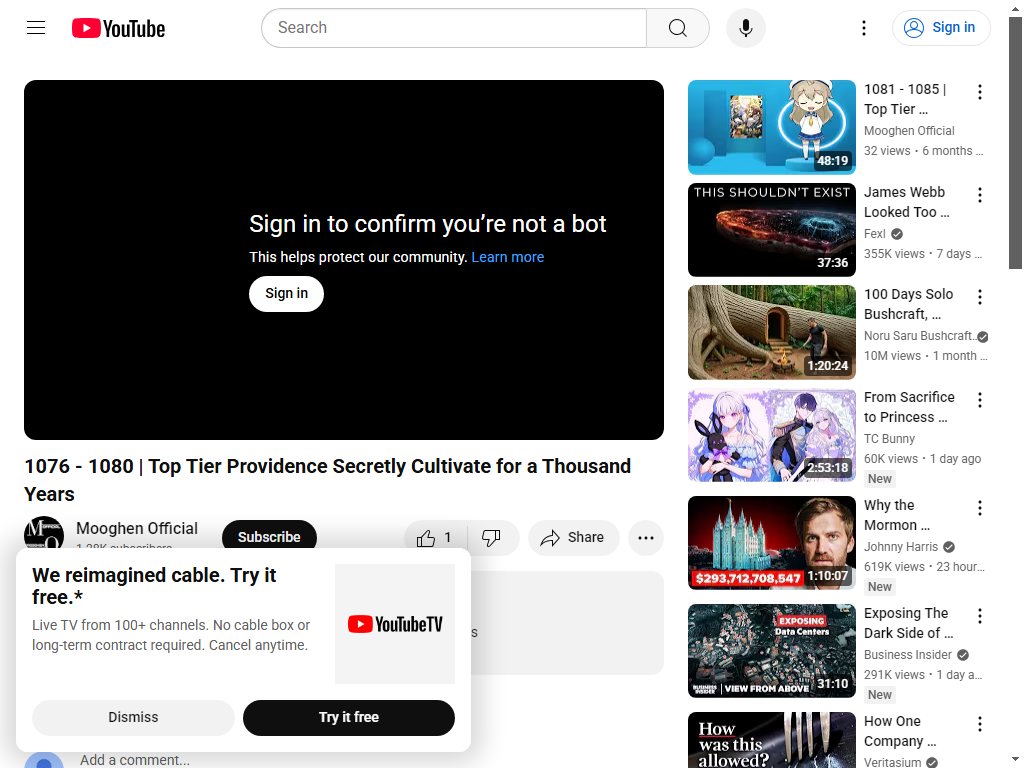 YouTube
Search
Sign in
Sign in to confirm you’re not a bot
This helps protect our community. Learn more
Sign in
1076 - 1080 | Top Tier Providence Secretly Cultivate for a Thousand
Years
Mooghen Official
Subscribe
1
Share
We reimagined cable. Try it
free.*
Live TV from 100+ channels. No cable box or
long-term contract required. Cancel anytime.
YouTubeTV
Dismiss
Try it free
Add a comment...
48:19
1081 - 1085 |
Top Tier ...
Mooghen Official
32 views • 6 months ...
THIS SHOULDN'T EXIST
37:36
James Webb
Looked Too ...
Fexl
355K views • 7 days ...
1:20:24
100 Days Solo
Bushcraft, ...
Noru Saru Bushcraft
10M views • 1 month ...
2:53:18
From Sacrifice
to Princess ...
TC Bunny
60K views • 1 day ago
New
$293,712,708,547
1:10:07
Why the
Mormon ...
Johnny Harris
619K views • 23 hour...
New
EXPOSING
Data Centers
BUSINESS
INSIDER
VIEW FROM ABOVE
31:10
Exposing The
Dark Side of ...
Business Insider
291K views • 1 day a...
New
How
was this
allowed?
How One
Company ...
Veritasium